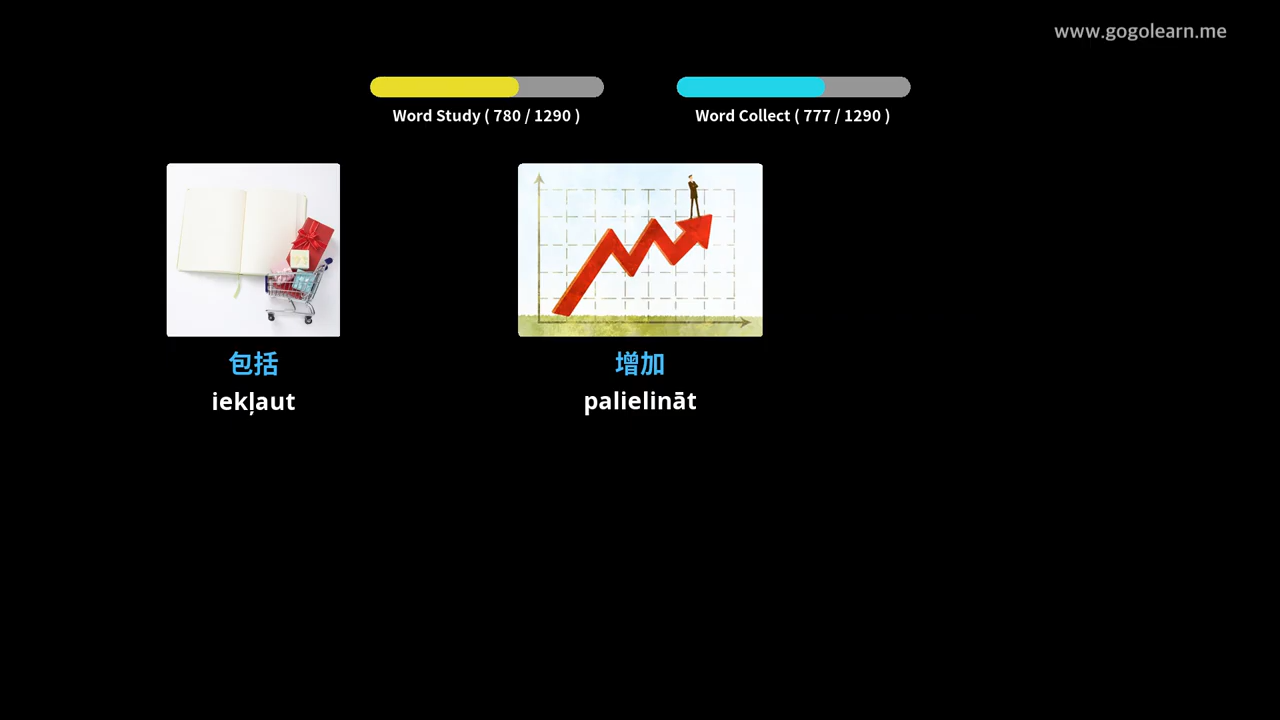 www.gogolearn.me
Word Study ( 780 / 1290 )
Word Collect ( 777 / 1290 )
包括
iekļaut
增加
palielināt